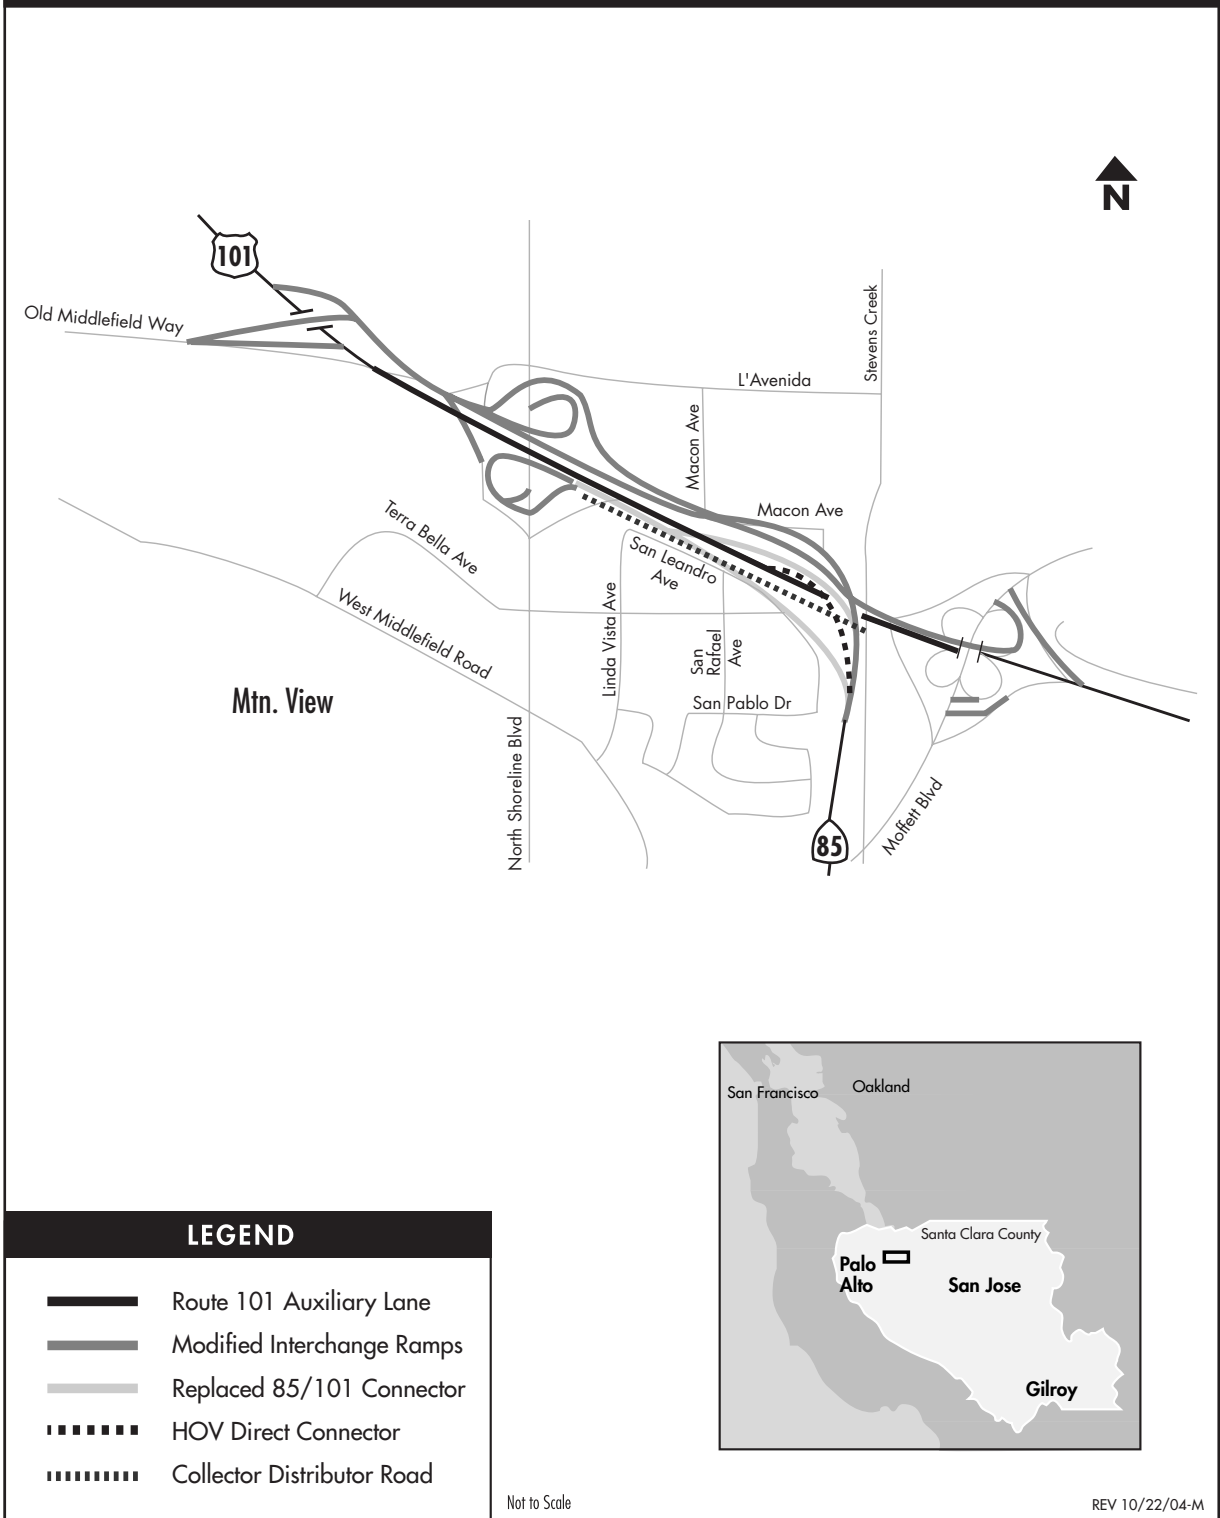 N
101
Old Middlefield Way
Stevens Creek
L'Avenida
Macon Ave
Macon Ave
Terra Bella Ave
San Leandro
Ave
West Middlefield Road
Linda Vista Ave
San
Rafael
Ave
Mtn. View
San Pablo Dr
North Shoreline Blvd
Moffett Blvd
85
San Francisco
Oakland
Santa Clara County
Palo
Alto
San Jose
Gilroy
LEGEND
Route 101 Auxiliary Lane
Modified Interchange Ramps
Replaced 85/101 Connector
HOV Direct Connector
Collector Distributor Road
Not to Scale
REV 10/22/04-M